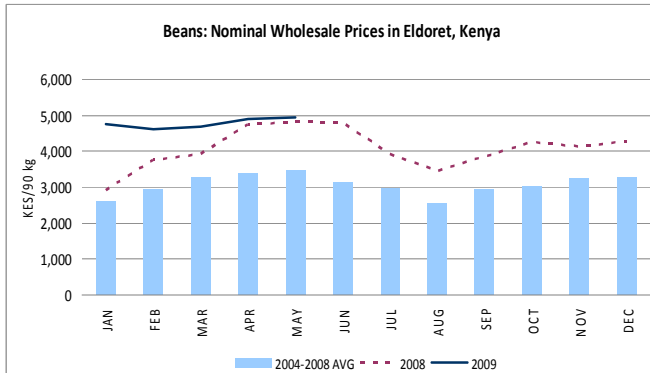 Beans: Nominal Wholesale Prices in Eldoret, Kenya
6,000
5,000
4,000
3,000
2,000
1,000
0
KES/90 kg
JAN FEB MAR APR MAY JUN JUL AUG SEP OCT NOV DEC
2004-2008 AVG 2008 2009